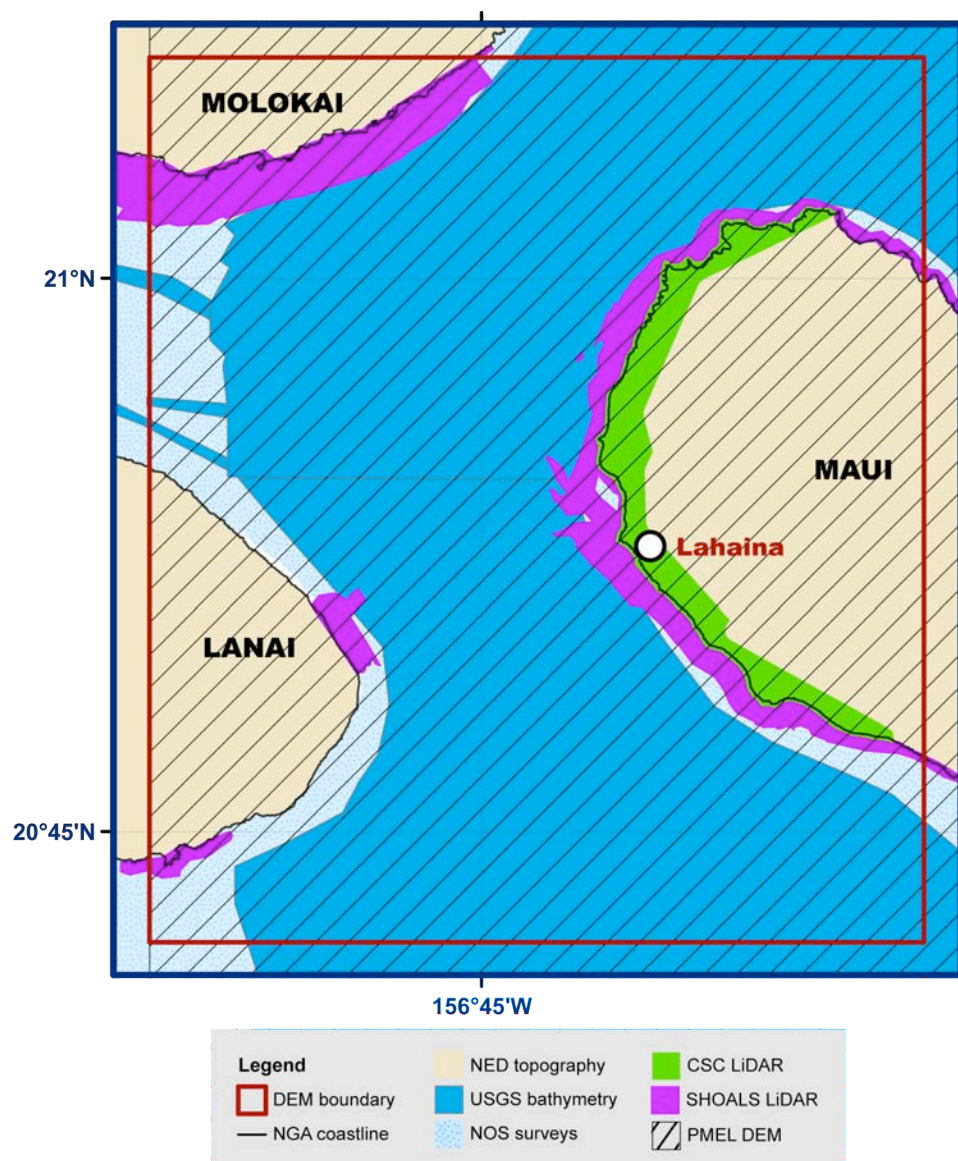 MOLOKAI
21°N
MAUI
Lahaina
LANAI
20°45'N
156°45'W
Legend
DEM boundary
NGA coastline
NED topography
USGS bathymetry
NOS surveys
CSC LiDAR
SHOALS LiDAR
PMEL DEM